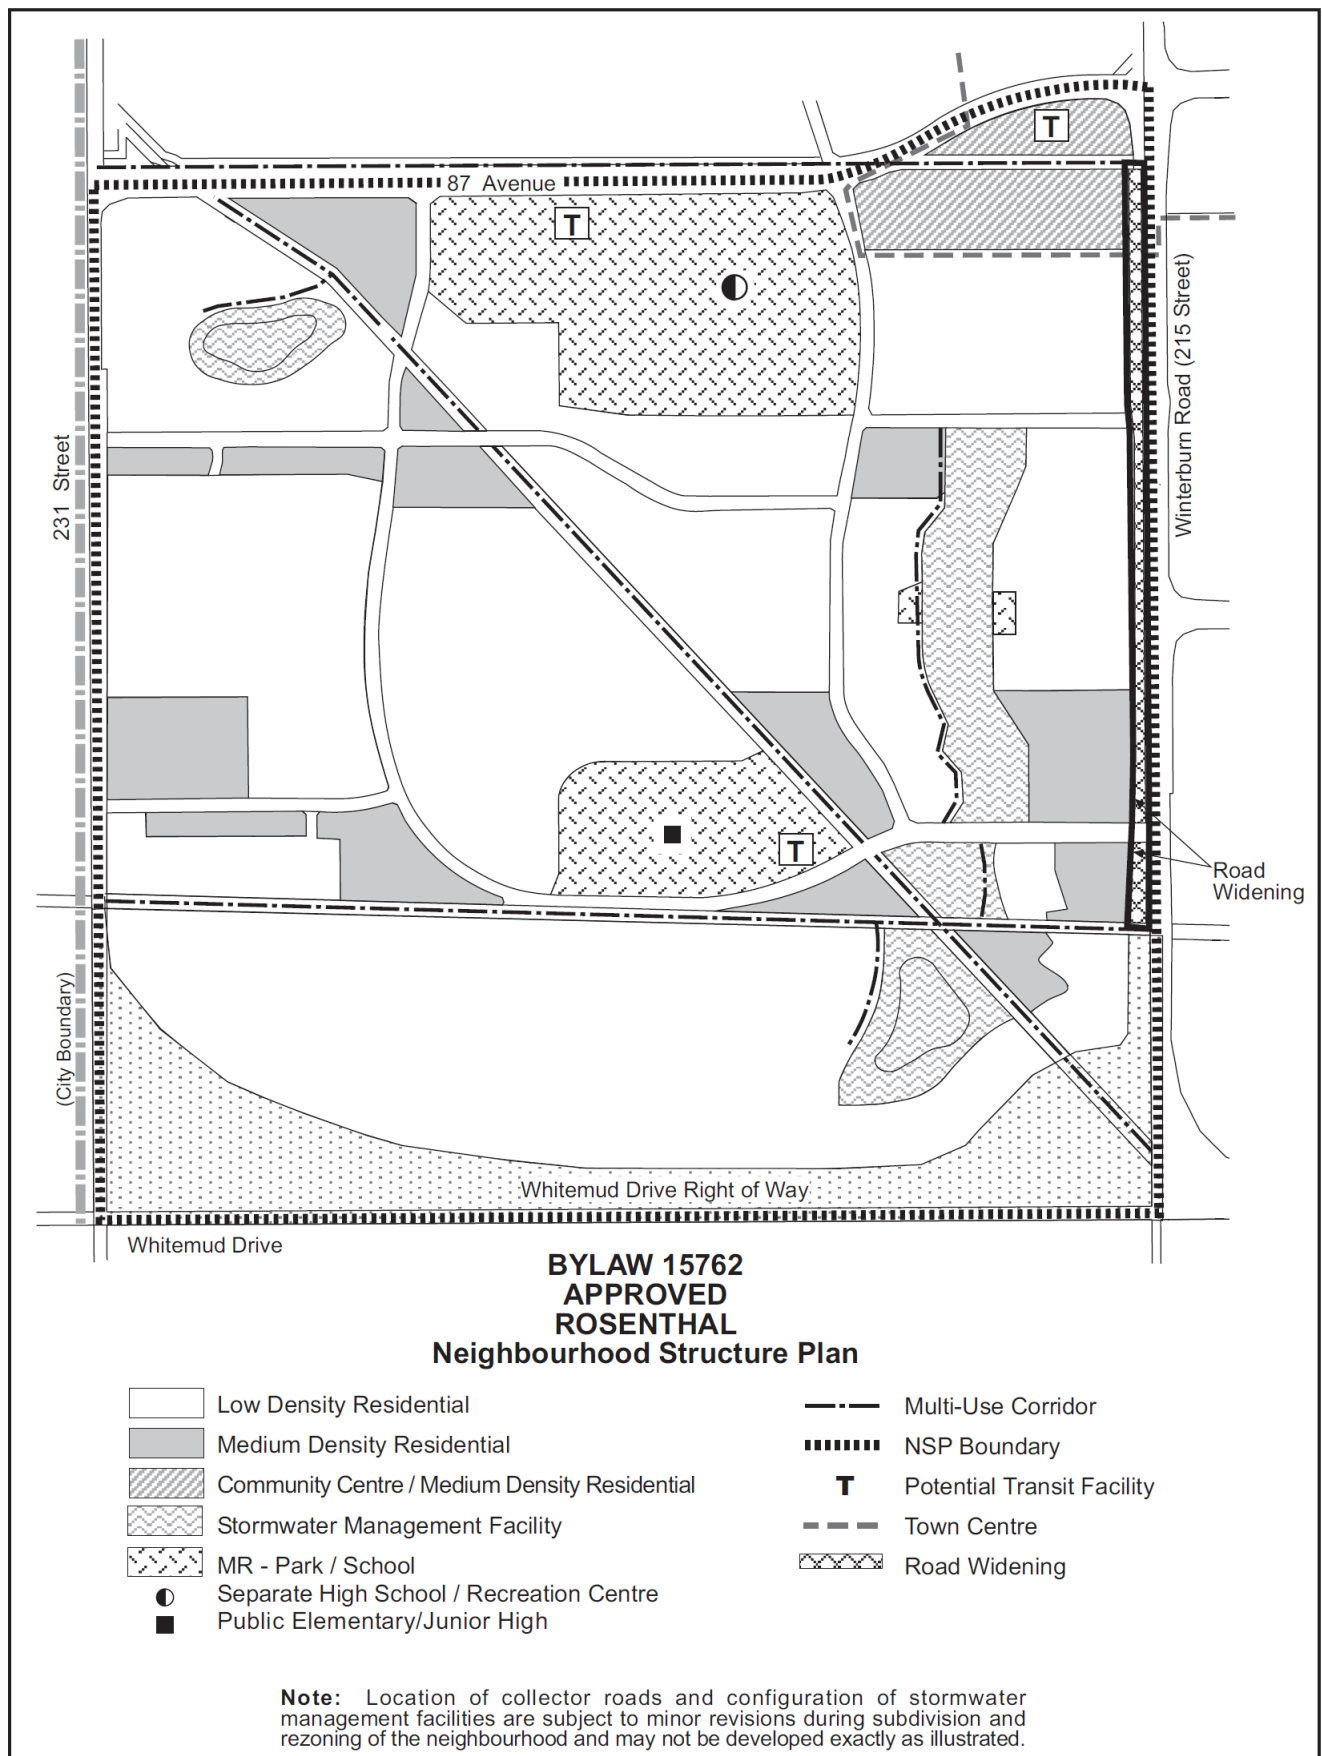 T
87 Avenue
T
Winterburn Road (215 Street)
231 Street
T
Road
Widening
(City Boundary)
Whitemud Drive Right of Way
Whitemud Drive
BYLAW 15762
APPROVED
ROSENTHAL
Neighbourhood Structure Plan
Low Density Residential
Medium Density Residential
Community Centre / Medium Density Residential
Stormwater Management Facility
MR - Park / School
Separate High School / Recreation Centre
Public Elementary/Junior High
Multi-Use Corridor
NSP Boundary
T Potential Transit Facility
Town Centre
Road Widening
Note: Location of collector roads and configuration of stormwater
management facilities are subject to minor revisions during subdivision and
rezoning of the neighbourhood and may not be developed exactly as illustrated.